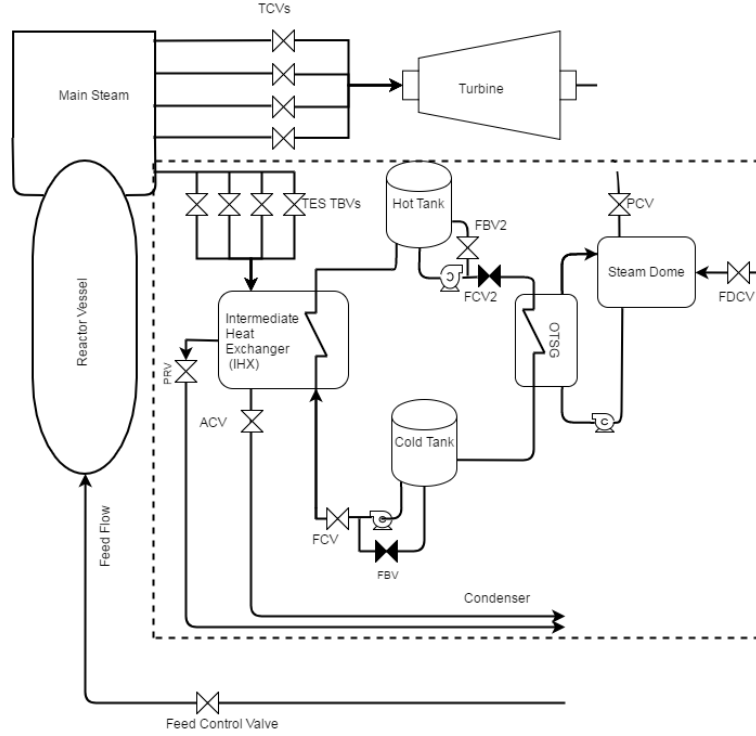 TCVs
Main Steam
Turbine
TES TBVs
Hot Tank
FBV2
PCV
Steam Dome
FDCV
FCV2
C
Intermediate
Heat
Exchanger
(IHX)
OTSG
Reactor Vessel
PRV
ACV
Cold Tank
C
FCV
FBV
Feed Flow
Condenser
Feed Control Valve